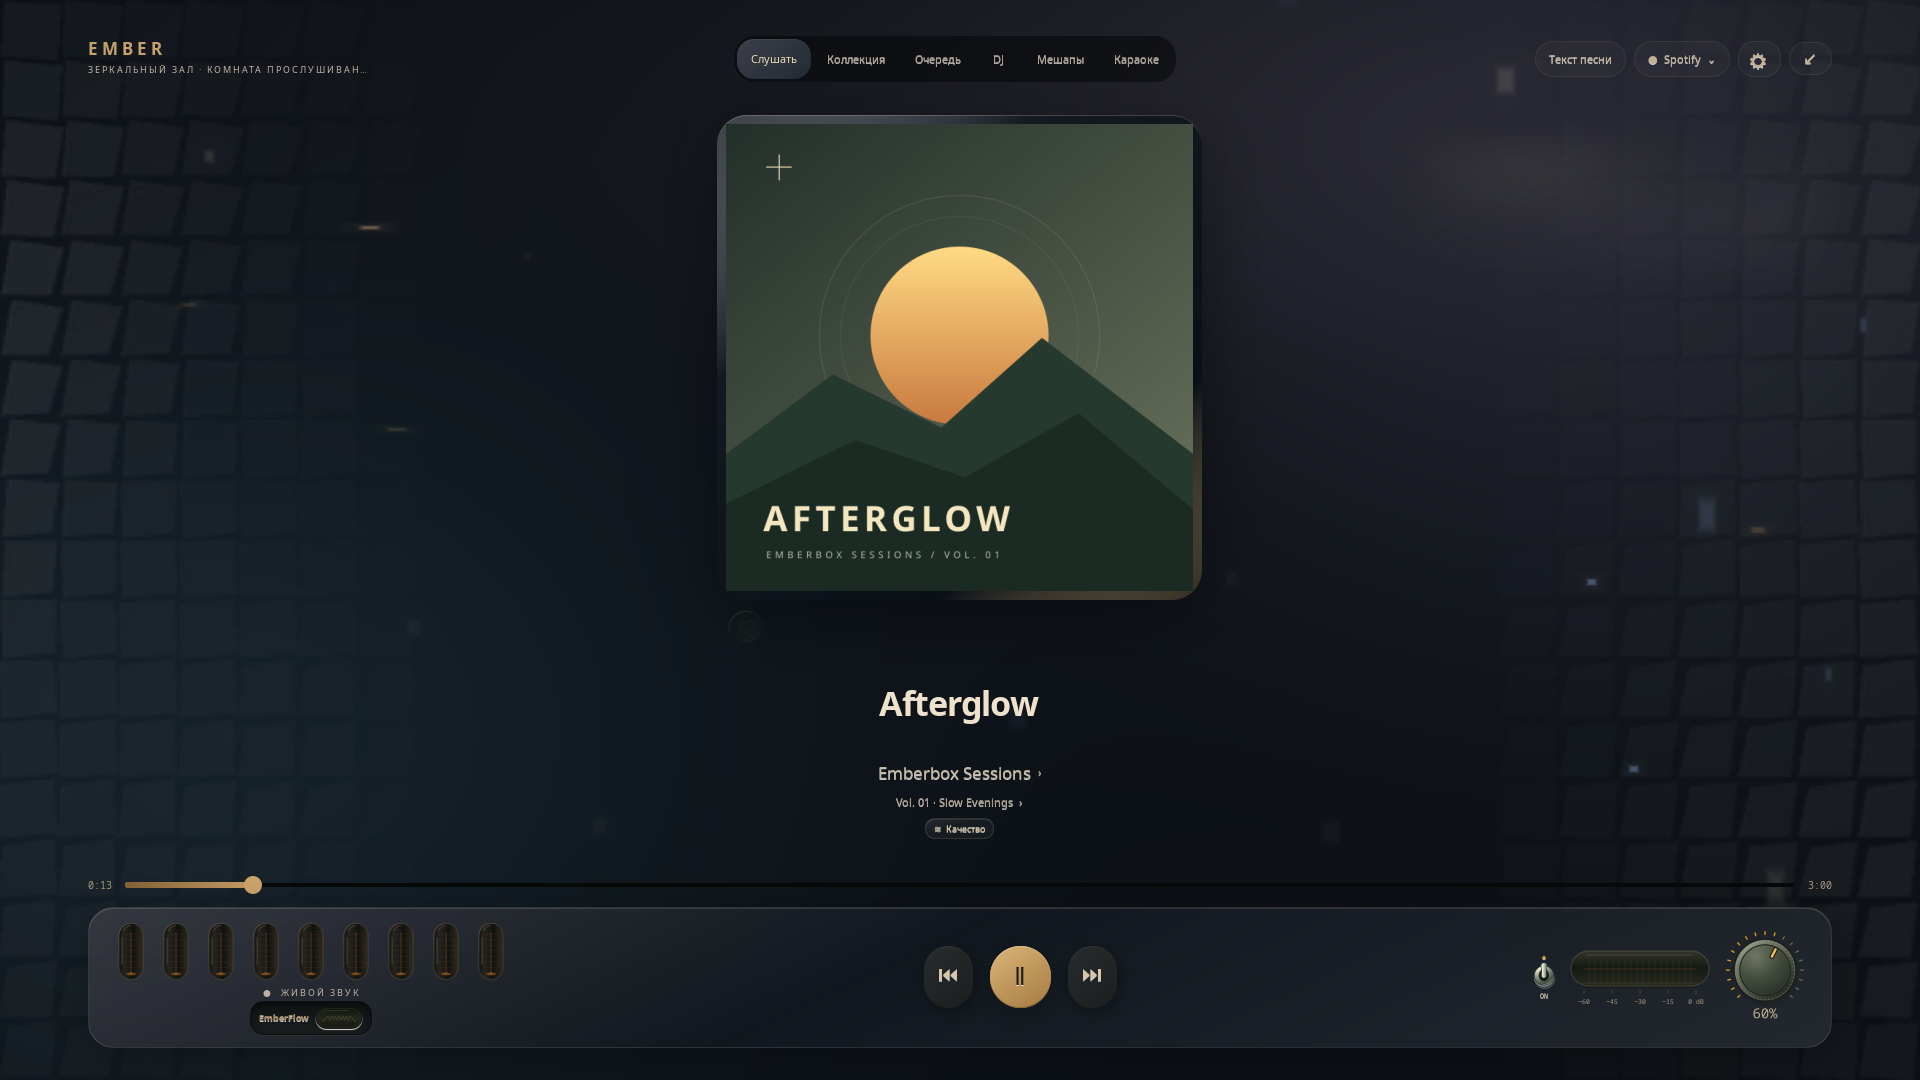 EMBER
ЗЕРКАЛЬНЫЙ ЗАЛ · КОМНАТА ПРОСЛУШИВАН…
Слушать
Коллекция
Очередь
DJ
Мешапы
Караоке
Текст песни
Spotify
AFTERGLOW
EMBERBOX SESSIONS / VOL. 01
Afterglow
Emberbox Sessions ›
Vol. 01 · Slow Evenings ›
Качество
0:13
3:00
ЖИВОЙ ЗВУК
EmberFlow
ON
−60 −45 −30 −15 0 dB
60%